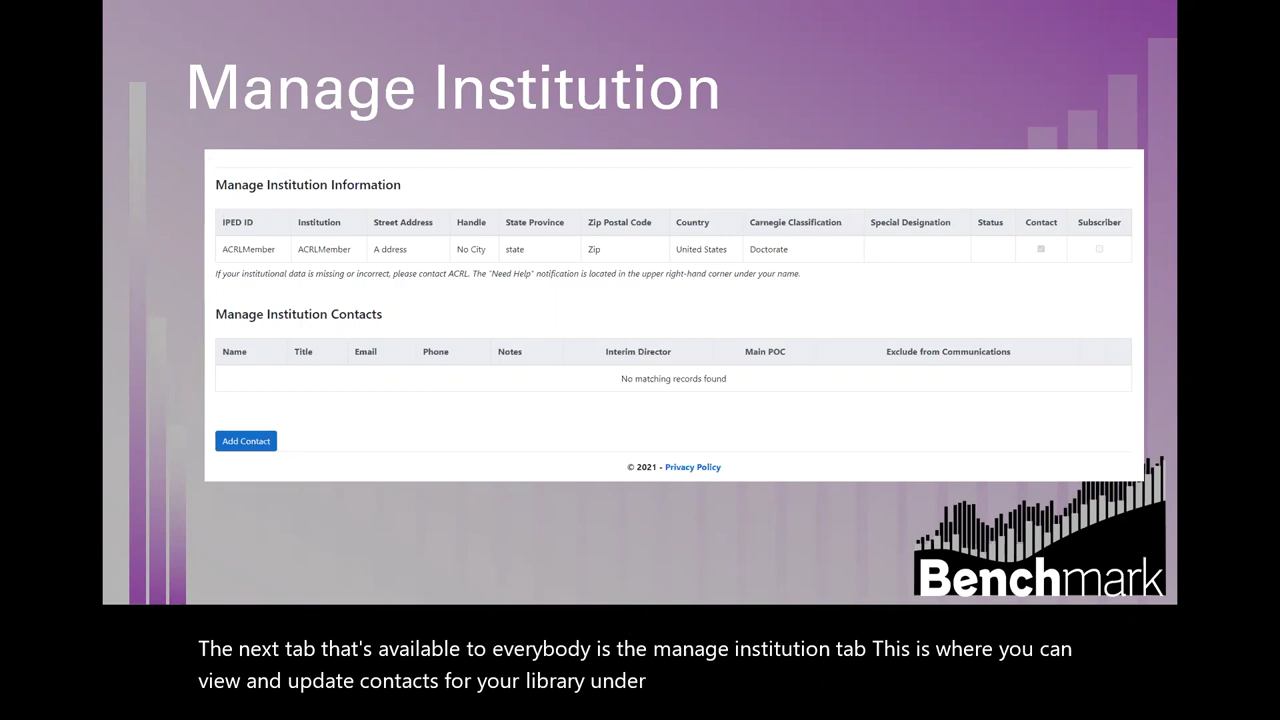 Manage Institution
Manage Institution Information
IPED ID Institution Street Address Handle State Province Zip Postal Code Country Carnegie Classification Special Designation Status Contact Subscriber
ACRLMember ACRLMember A ddress No City state Zip United States Doctorate
If your institutional data is missing or incorrect, please contact ACRL. The "Need Help" notification is located in the upper right-hand corner under your name.
Manage Institution Contacts
Name Title Email Phone Notes Interim Director Main POC Exclude from Communications
No matching records found
Add Contact
© 2021 - Privacy Policy
Benchmark
The next tab that's available to everybody is the manage institution tab This is where you can
view and update contacts for your library under